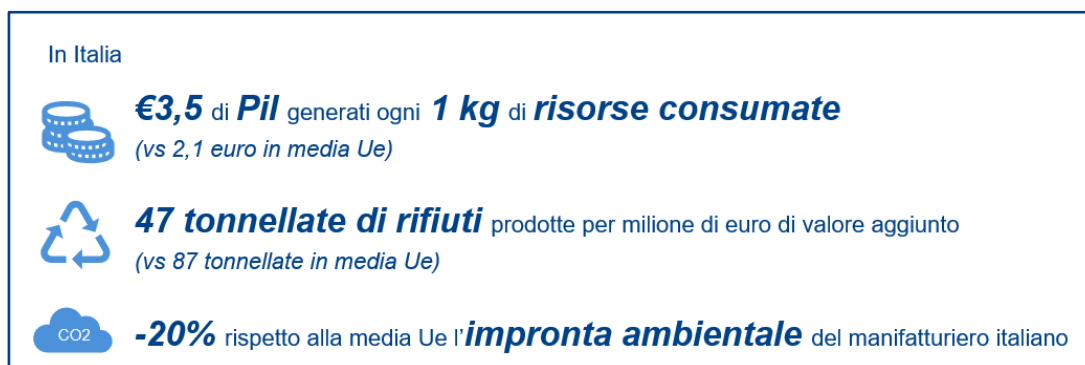 In Italia
€3,5 di Pil generati ogni 1 kg di risorse consumate
(vs 2,1 euro in media Ue)
47 tonnellate di rifiuti prodotte per milione di euro di valore aggiunto
(vs 87 tonnellate in media Ue)
CO2
-20% rispetto alla media Ue l'impronta ambientale del manifatturiero italiano